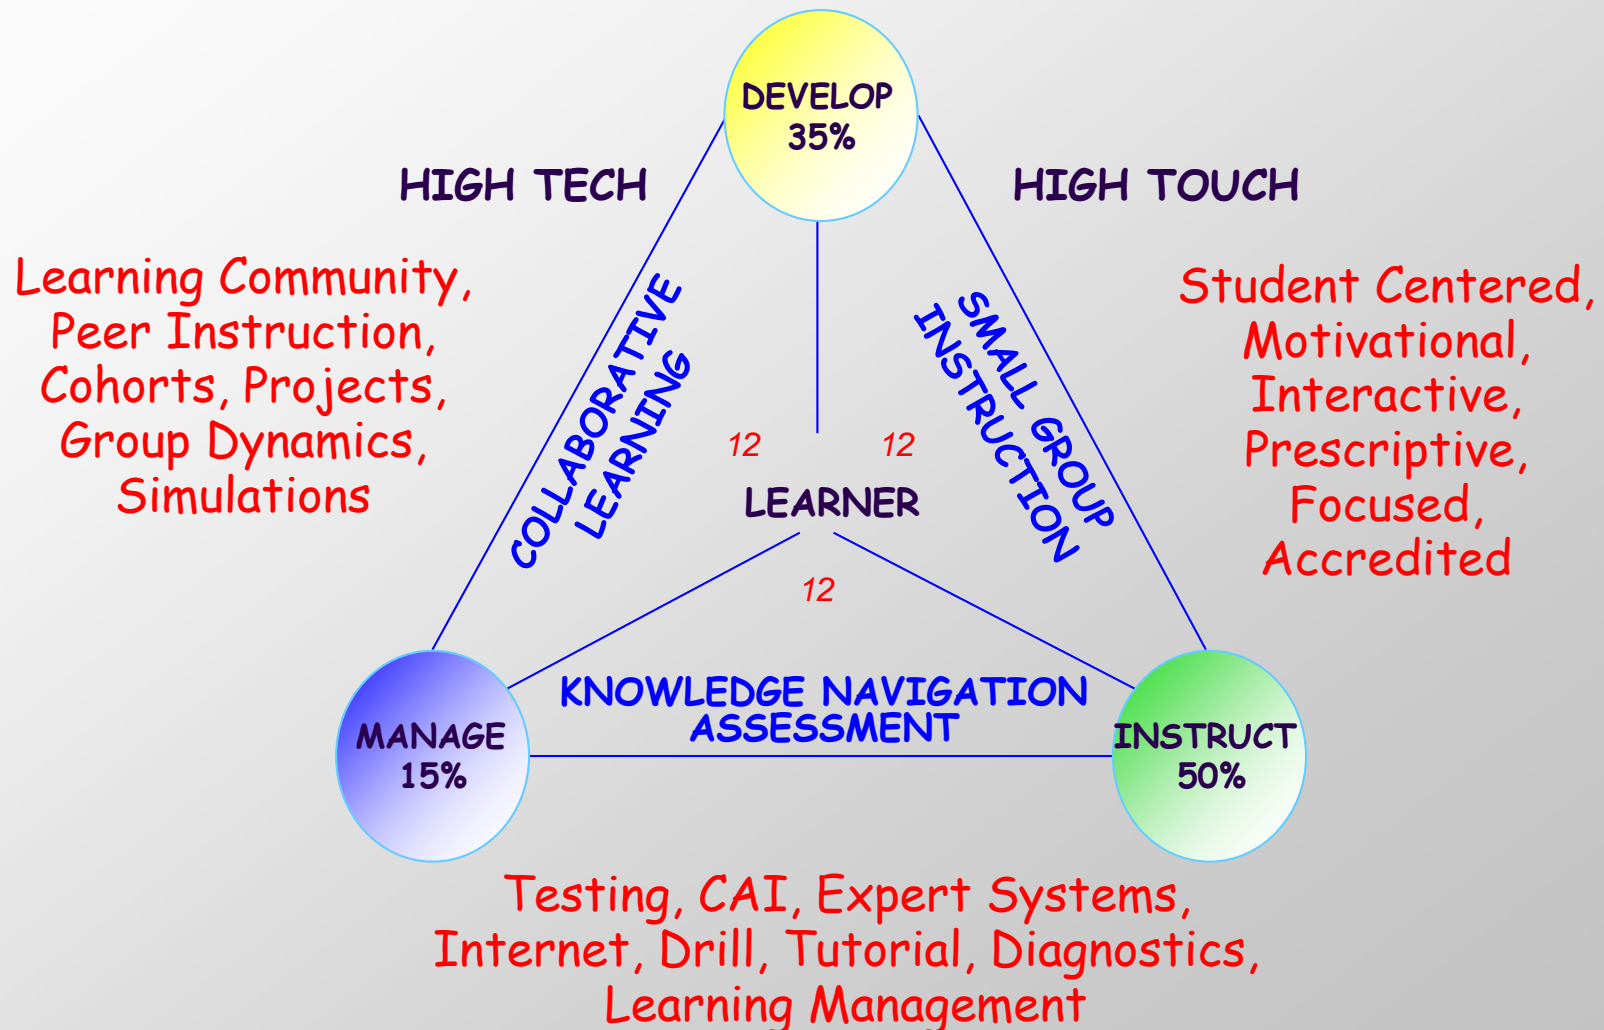 DEVELOP
35%
HIGH TECH
HIGH TOUCH
Learning Community,
Peer Instruction,
Cohorts, Projects,
Group Dynamics,
Simulations
COLLABORATIVE
LEARNING
SMALL GROUP
INSTRUCTION
Student Centered,
Motivational,
Interactive,
Prescriptive,
Focused,
Accredited
12
12
LEARNER
12
KNOWLEDGE NAVIGATION
ASSESSMENT
MANAGE
15%
INSTRUCT
50%
Testing, CAI, Expert Systems,
Internet, Drill, Tutorial, Diagnostics,
Learning Management